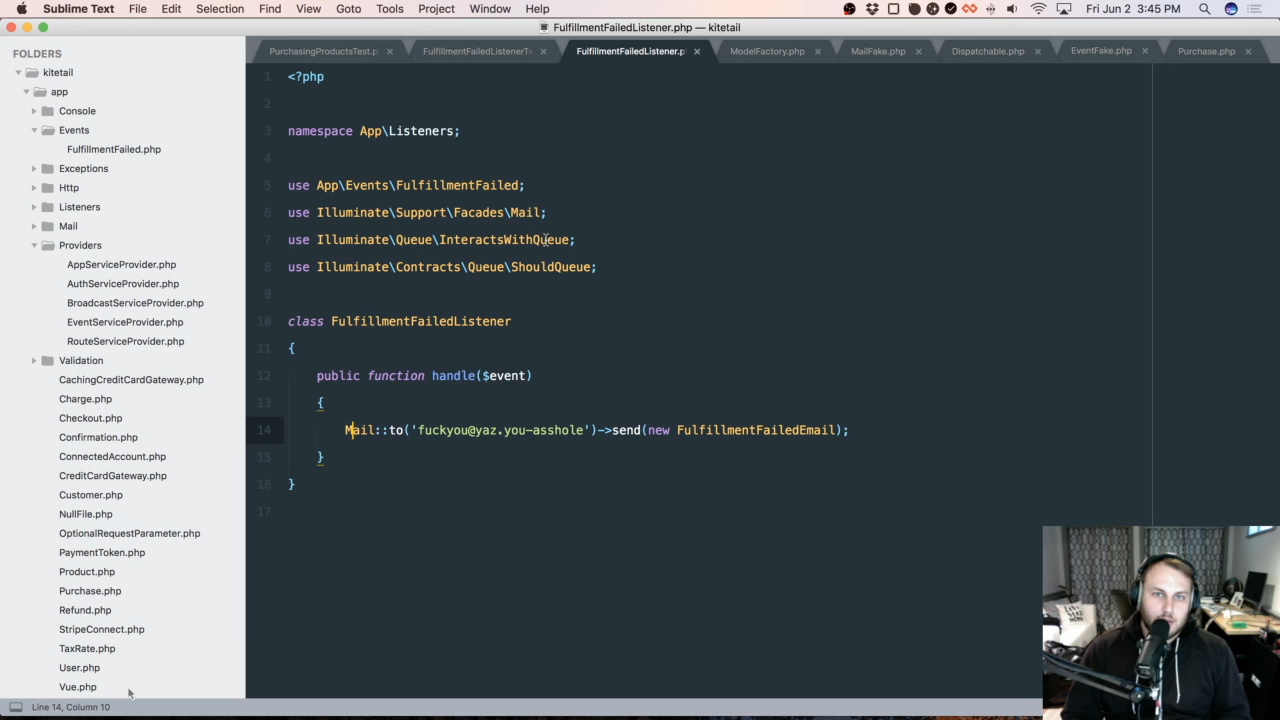 Sublime Text File Edit Selection Find View Goto Tools Project Window Help Fri Jun 2 3:45 PM
FulfillmentFailedListener.php — kitetail
FOLDERS
kitetail
app
Console
Events
FulfillmentFailed.php
Exceptions
Http
Listeners
Mail
Providers
AppServiceProvider.php
AuthServiceProvider.php
BroadcastServiceProvider.php
EventServiceProvider.php
RouteServiceProvider.php
Validation
CachingCreditCardGateway.php
Charge.php
Checkout.php
Confirmation.php
ConnectedAccount.php
CreditCardGateway.php
Customer.php
NullFile.php
OptionalRequestParameter.php
PaymentToken.php
Product.php
Purchase.php
Refund.php
StripeConnect.php
TaxRate.php
User.php
Vue.php
PurchasingProductsTest.p FulfillmentFailedListenerTe FulfillmentFailedListener.p ModelFactory.php MailFake.php Dispatchable.php EventFake.php Purchase.php
1 <?php
2
3 namespace App\Listeners;
4
5 use App\Events\FulfillmentFailed;
6 use Illuminate\Support\Facades\Mail;
7 use Illuminate\Queue\InteractsWithQueue;
8 use Illuminate\Contracts\Queue\ShouldQueue;
9
10 class FulfillmentFailedListener
11 {
12 public function handle($event)
13 {
14 Mail::to('fuckyou@yaz.you-asshole')->send(new FulfillmentFailedEmail);
15 }
16 }
17
Line 14, Column 10